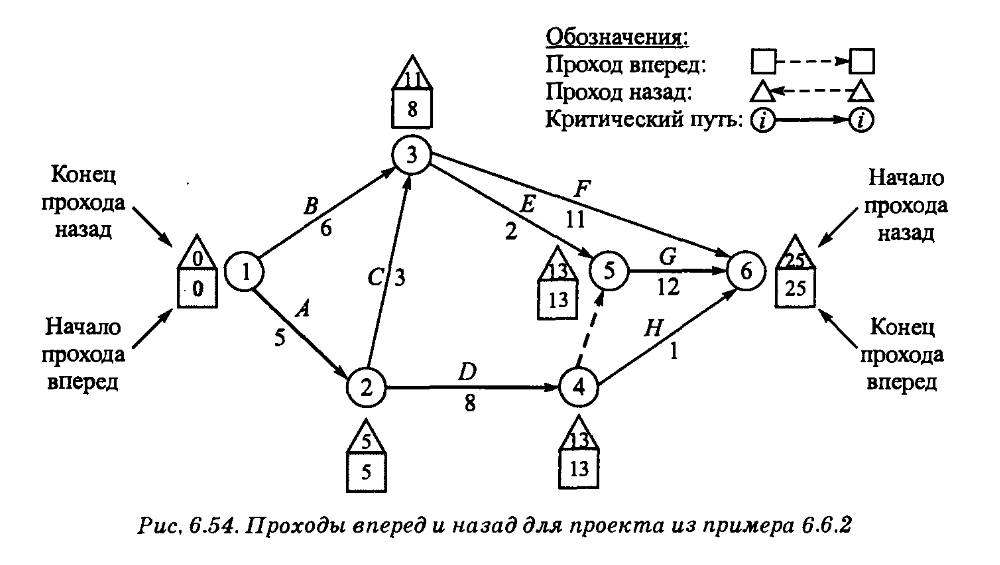 Обозначения:
Проход вперед:
Проход назад:
Критический путь: i i
11
8
3
Конец
прохода
назад
Начало
прохода
назад
B
6
E
2
F
11
0
0
1
C 3
13
13
5
G
12
6
25
25
Начало
прохода
вперед
A
5
H
1
Конец
прохода
вперед
2
D
8
4
5
5
13
13
Рис. 6.54. Проходы вперед и назад для проекта из примера 6.6.2